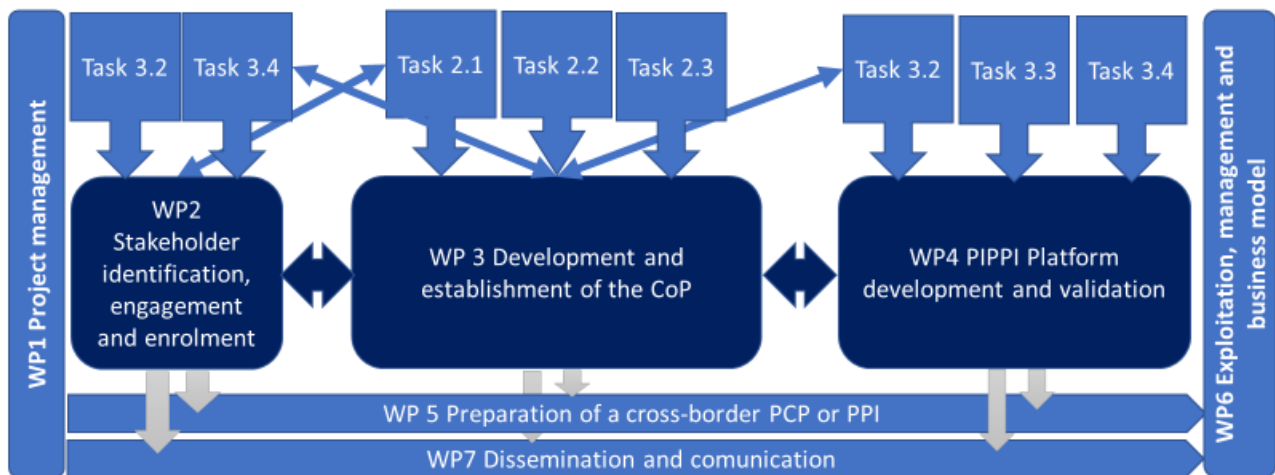 WP1 Project management
Task 3.2
Task 3.4
Task 2.1
Task 2.2
Task 2.3
Task 3.2
Task 3.3
Task 3.4
WP2
Stakeholder
identification,
engagement
and enrolment
WP 3 Development and
establishment of the CoP
WP4 PIPPI Platform
development and validation
WP 5 Preparation of a cross-border PCP or PPI
WP7 Dissemination and comunication
WP6 Exploitation, management and
business model